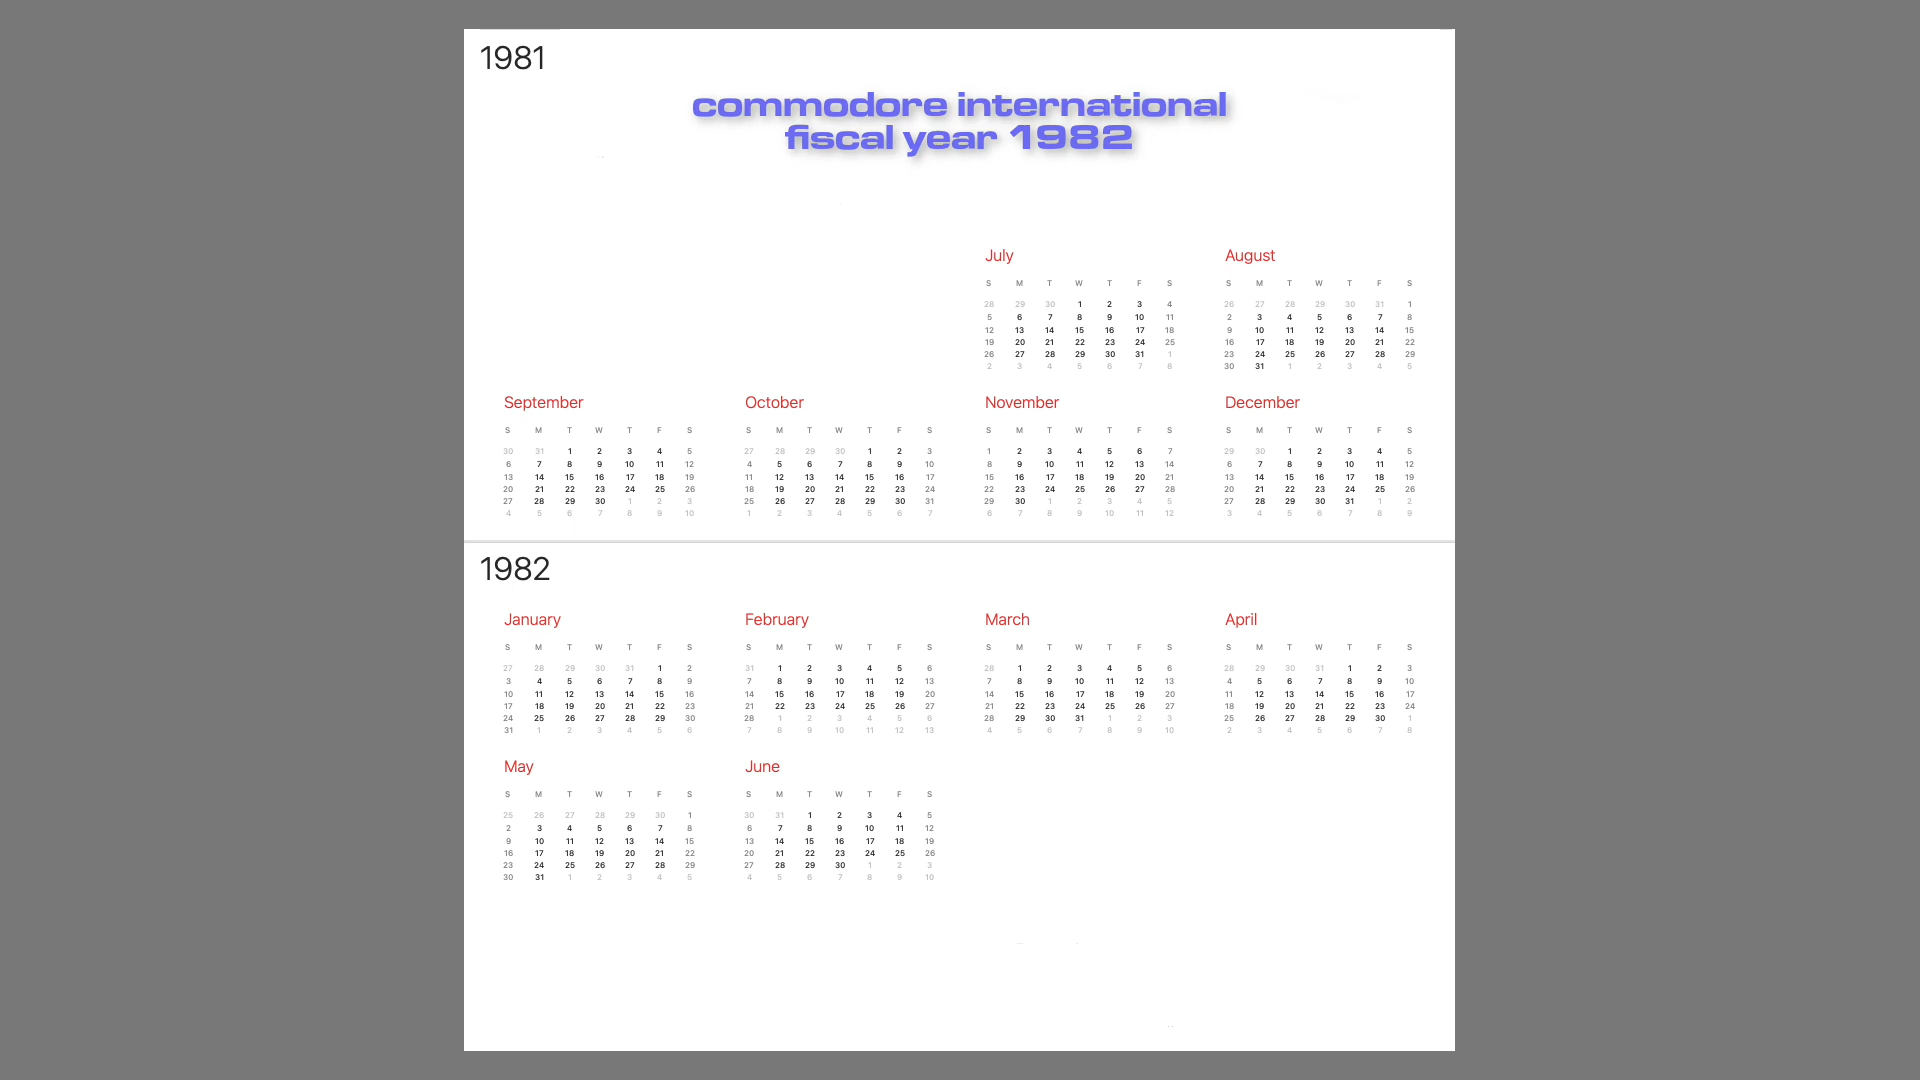 1981
commodore international
fiscal year 1982
July
S M T W T F S
28 29 30 1 2 3 4
5 6 7 8 9 10 11
12 13 14 15 16 17 18
19 20 21 22 23 24 25
26 27 28 29 30 31 1
2 3 4 5 6 7 8
August
S M T W T F S
26 27 28 29 30 31 1
2 3 4 5 6 7 8
9 10 11 12 13 14 15
16 17 18 19 20 21 22
23 24 25 26 27 28 29
30 31 1 2 3 4 5
September
S M T W T F S
30 31 1 2 3 4 5
6 7 8 9 10 11 12
13 14 15 16 17 18 19
20 21 22 23 24 25 26
27 28 29 30 1 2 3
4 5 6 7 8 9 10
October
S M T W T F S
27 28 29 30 1 2 3
4 5 6 7 8 9 10
11 12 13 14 15 16 17
18 19 20 21 22 23 24
25 26 27 28 29 30 31
1 2 3 4 5 6 7
November
S M T W T F S
1 2 3 4 5 6 7
8 9 10 11 12 13 14
15 16 17 18 19 20 21
22 23 24 25 26 27 28
29 30 1 2 3 4 5
6 7 8 9 10 11 12
December
S M T W T F S
29 30 1 2 3 4 5
6 7 8 9 10 11 12
13 14 15 16 17 18 19
20 21 22 23 24 25 26
27 28 29 30 31 1 2
3 4 5 6 7 8 9
1982
January
S M T W T F S
27 28 29 30 31 1 2
3 4 5 6 7 8 9
10 11 12 13 14 15 16
17 18 19 20 21 22 23
24 25 26 27 28 29 30
31 1 2 3 4 5 6
February
S M T W T F S
31 1 2 3 4 5 6
7 8 9 10 11 12 13
14 15 16 17 18 19 20
21 22 23 24 25 26 27
28 1 2 3 4 5 6
7 8 9 10 11 12 13
March
S M T W T F S
28 1 2 3 4 5 6
7 8 9 10 11 12 13
14 15 16 17 18 19 20
21 22 23 24 25 26 27
28 29 30 31 1 2 3
4 5 6 7 8 9 10
April
S M T W T F S
28 29 30 31 1 2 3
4 5 6 7 8 9 10
11 12 13 14 15 16 17
18 19 20 21 22 23 24
25 26 27 28 29 30 1
2 3 4 5 6 7 8
May
S M T W T F S
25 26 27 28 29 30 1
2 3 4 5 6 7 8
9 10 11 12 13 14 15
16 17 18 19 20 21 22
23 24 25 26 27 28 29
30 31 1 2 3 4 5
June
S M T W T F S
30 31 1 2 3 4 5
6 7 8 9 10 11 12
13 14 15 16 17 18 19
20 21 22 23 24 25 26
27 28 29 30 1 2 3
4 5 6 7 8 9 10